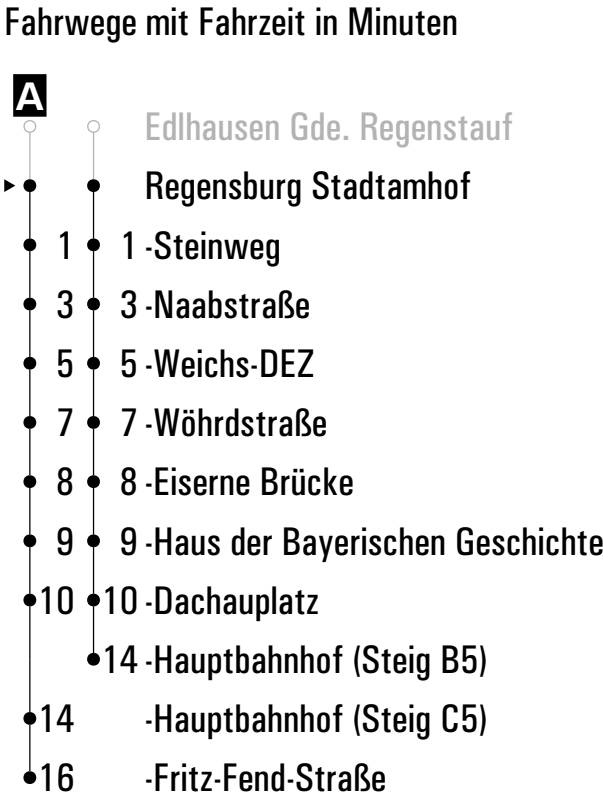 Fahrwege mit Fahrzeit in Minuten
A
Edlhausen Gde. Regenstauf
Regensburg Stadtamhof
1 1 -Steinweg
3 3 -Naabstraße
5 5 -Weichs-DEZ
7 7 -Wöhrdstraße
8 8 -Eiserne Brücke
9 9 -Haus der Bayerischen Geschichte
10 10 -Dachauplatz
14 -Hauptbahnhof (Steig B5)
14 -Hauptbahnhof (Steig C5)
16 -Fritz-Fend-Straße